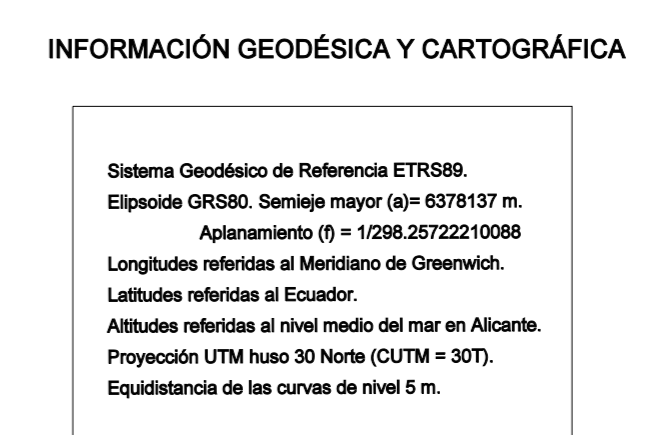 INFORMACIÓN GEODÉSICA Y CARTOGRÁFICA
Sistema Geodésico de Referencia ETRS89.
Elipsoide GRS80. Semieje mayor (a)= 6378137 m.
Aplanamiento (f) = 1/298.25722210088
Longitudes referidas al Meridiano de Greenwich.
Latitudes referidas al Ecuador.
Altitudes referidas al nivel medio del mar en Alicante.
Proyección UTM huso 30 Norte (CUTM = 30T).
Equidistancia de las curvas de nivel 5 m.